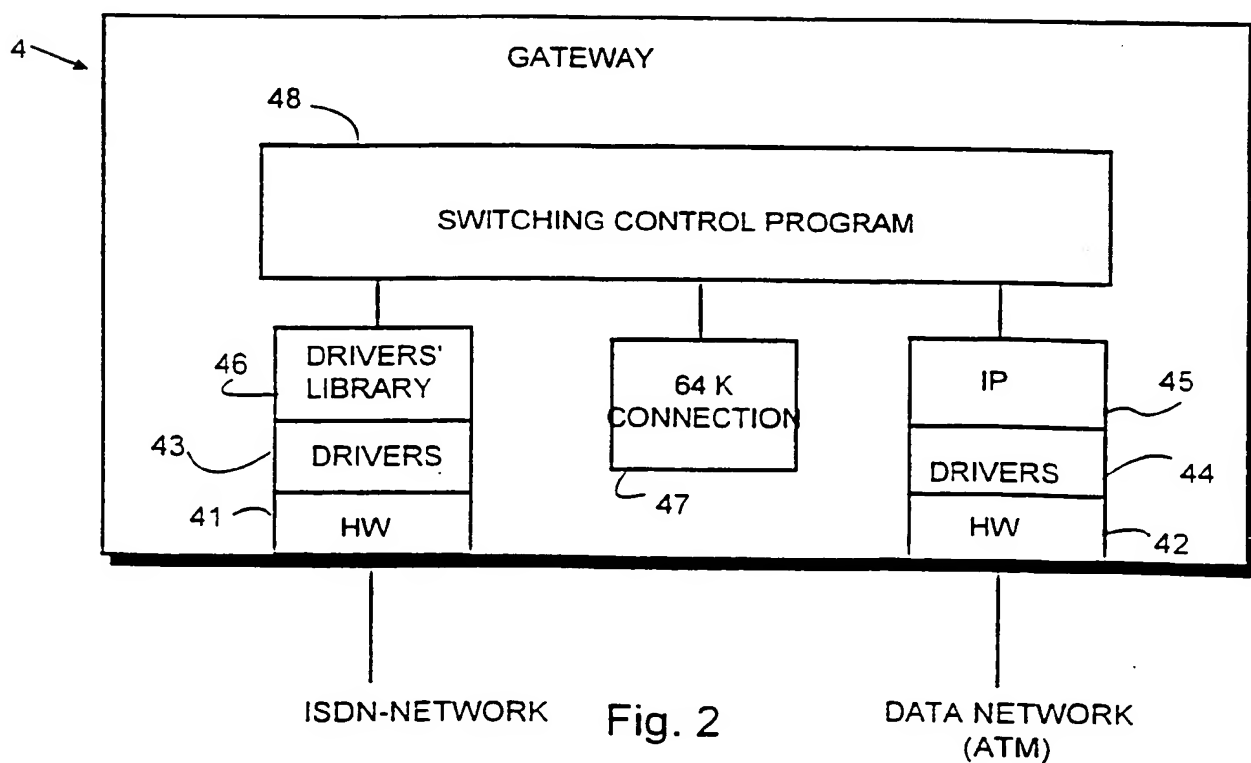 4
GATEWAY
48
SWITCHING CONTROL PROGRAM
46
DRIVERS'
LIBRARY
43
DRIVERS
41
HW
64 K
CONNECTION
47
IP
45
DRIVERS
44
HW
42
ISDN-NETWORK
Fig. 2
DATA NETWORK
(ATM)